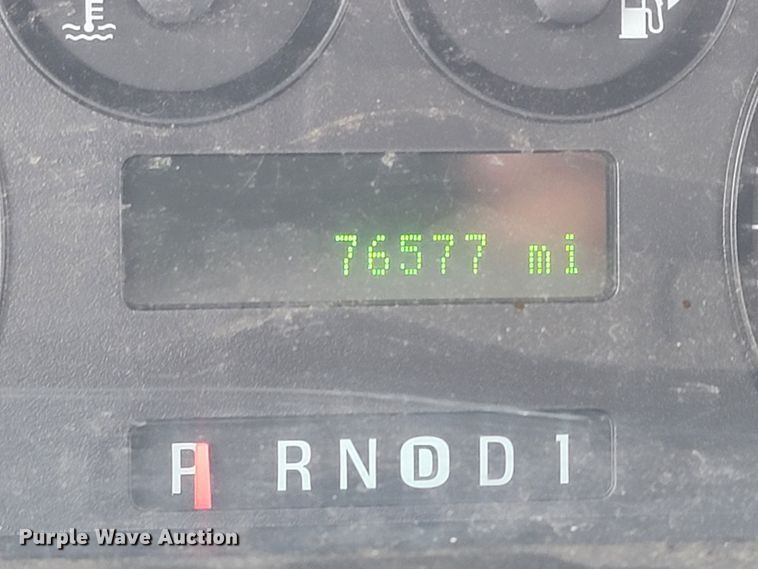 76577 mi
P R N D D 1
Purple Wave Auction